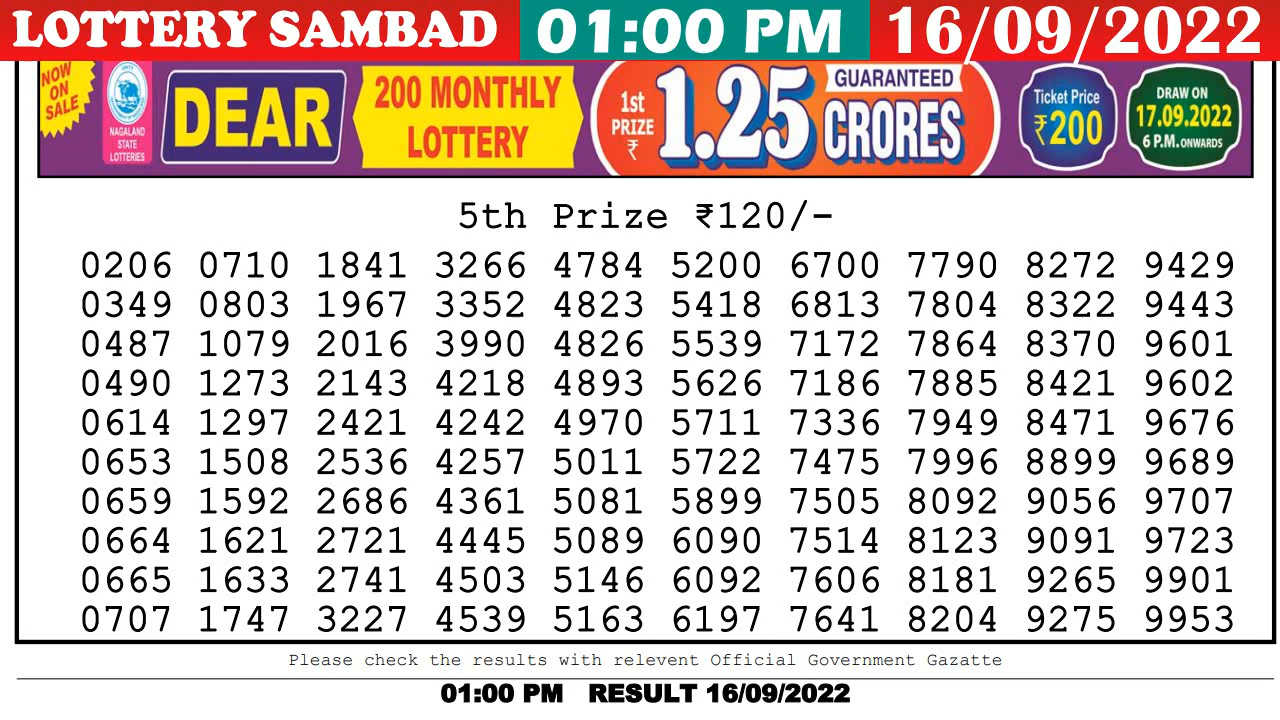 LOTTERY SAMBAD 01:00 PM 16/09/2022
NOW
ON
SALE
NAGALAND
STATE
LOTTERIES
DEAR
200 MONTHLY
LOTTERY
1st
PRIZE
₹
1.25
GUARANTEED
CRORES
Ticket Price
₹200
DRAW ON
17.09.2022
6 P.M. ONWARDS
5th Prize ₹120/-
0206 0710 1841 3266 4784 5200 6700 7790 8272 9429
0349 0803 1967 3352 4823 5418 6813 7804 8322 9443
0487 1079 2016 3990 4826 5539 7172 7864 8370 9601
0490 1273 2143 4218 4893 5626 7186 7885 8421 9602
0614 1297 2421 4242 4970 5711 7336 7949 8471 9676
0653 1508 2536 4257 5011 5722 7475 7996 8899 9689
0659 1592 2686 4361 5081 5899 7505 8092 9056 9707
0664 1621 2721 4445 5089 6090 7514 8123 9091 9723
0665 1633 2741 4503 5146 6092 7606 8181 9265 9901
0707 1747 3227 4539 5163 6197 7641 8204 9275 9953
Please check the results with relevent Official Government Gazatte
01:00 PM RESULT 16/09/2022